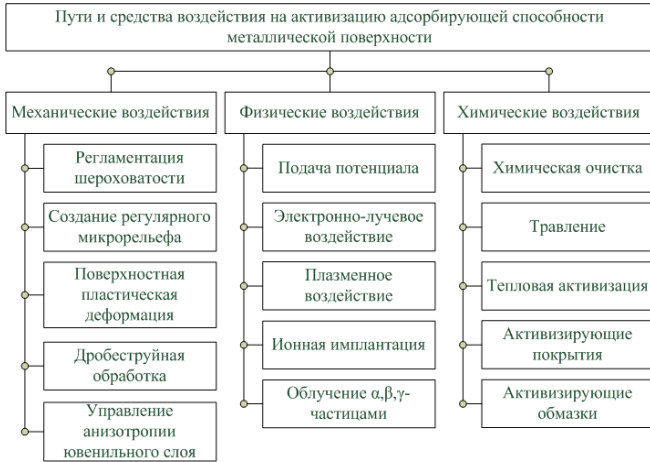 Пути и средства воздействия на активизацию адсорбирующей способности
металлической поверхности
Механические воздействия
Регламентация
шероховатости
Создание регулярного
микрорельефа
Поверхностная
пластическая
деформация
Дробеструйная
обработка
Управление
анизотропии
ювенильного слоя
Физические воздействия
Подача потенциала
Электронно-лучевое
воздействие
Плазменное
воздействие
Ионная имплантация
Облучение α,β,γ-
частицами
Химические воздействия
Химическая очистка
Травление
Тепловая активизация
Активизирующие
покрытия
Активизирующие
обмазки